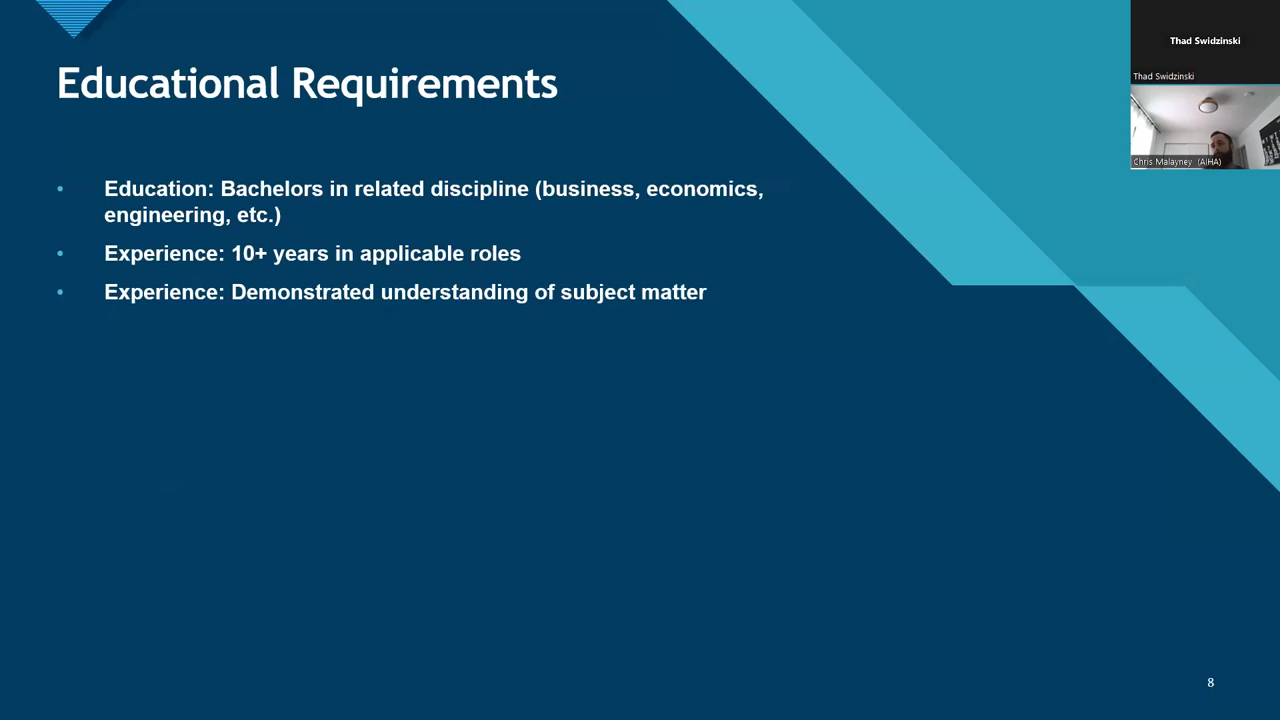 Educational Requirements
• Education: Bachelors in related discipline (business, economics,
engineering, etc.)
• Experience: 10+ years in applicable roles
• Experience: Demonstrated understanding of subject matter
8
Thad Swidzinski
Thad Swidzinski
Chris Malayney (AIHA)